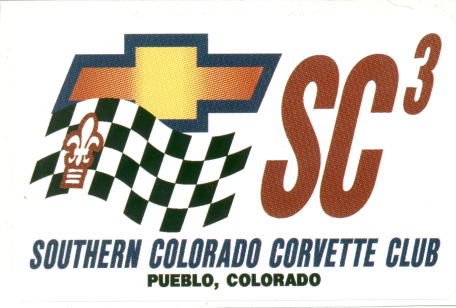 SC³
SOUTHERN COLORADO CORVETTE CLUB
PUEBLO, COLORADO